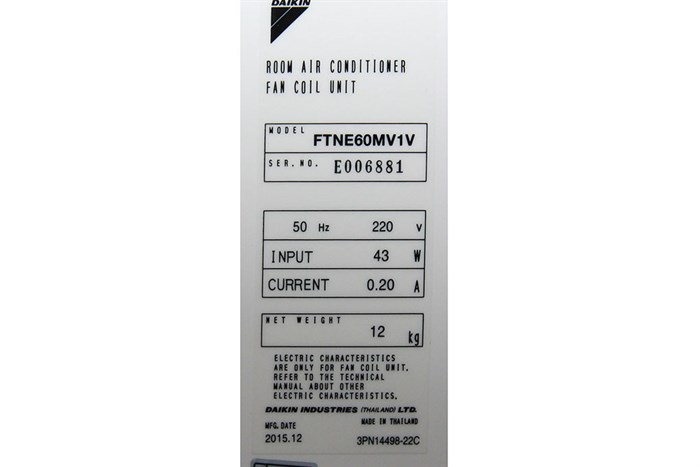 DAIKIN
ROOM AIR CONDITIONER
FAN COIL UNIT
MODEL FTNE60MV1V
SER.NO. E006881
50 Hz 220 V
INPUT 43 W
CURRENT 0.20 A
NET WEIGHT 12 kg
ELECTRIC CHARACTERISTICS
ARE ONLY FOR FAN COIL UNIT.
REFER TO THE TECHNICAL
MANUAL ABOUT OTHER
ELECTRIC CHARACTERISTICS.
DAIKIN INDUSTRIES (THAILAND) LTD.
MFG. DATE MADE IN THAILAND
2015.12 3PN14498-22C